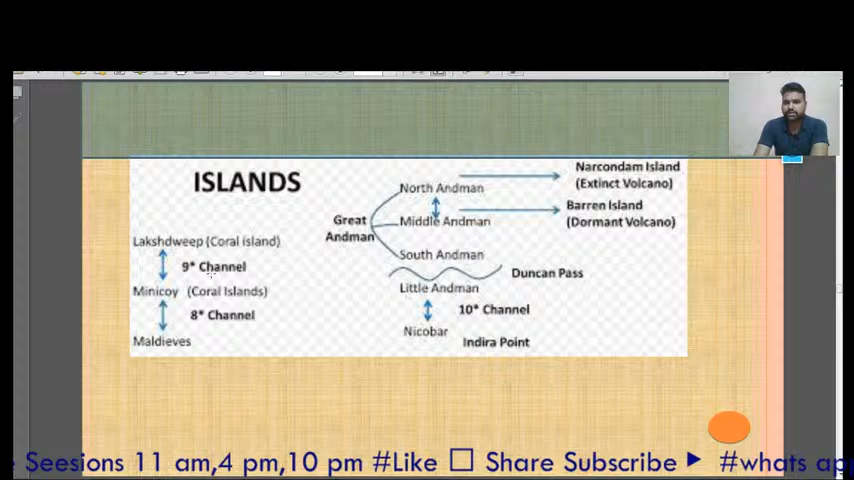 ISLANDS
Lakshdweep (Coral island)
9* Channel
Minicoy (Coral Islands)
8* Channel
Maldieves
Great
Andman
North Andman
Middle Andman
South Andman
Little Andman
10* Channel
Nicobar
Indira Point
Duncan Pass
Narcondam Island
(Extinct Volcano)
Barren Island
(Dormant Volcano)
Seesions 11 am,4 pm,10 pm #Like ☐ Share Subscribe ▶ #whats